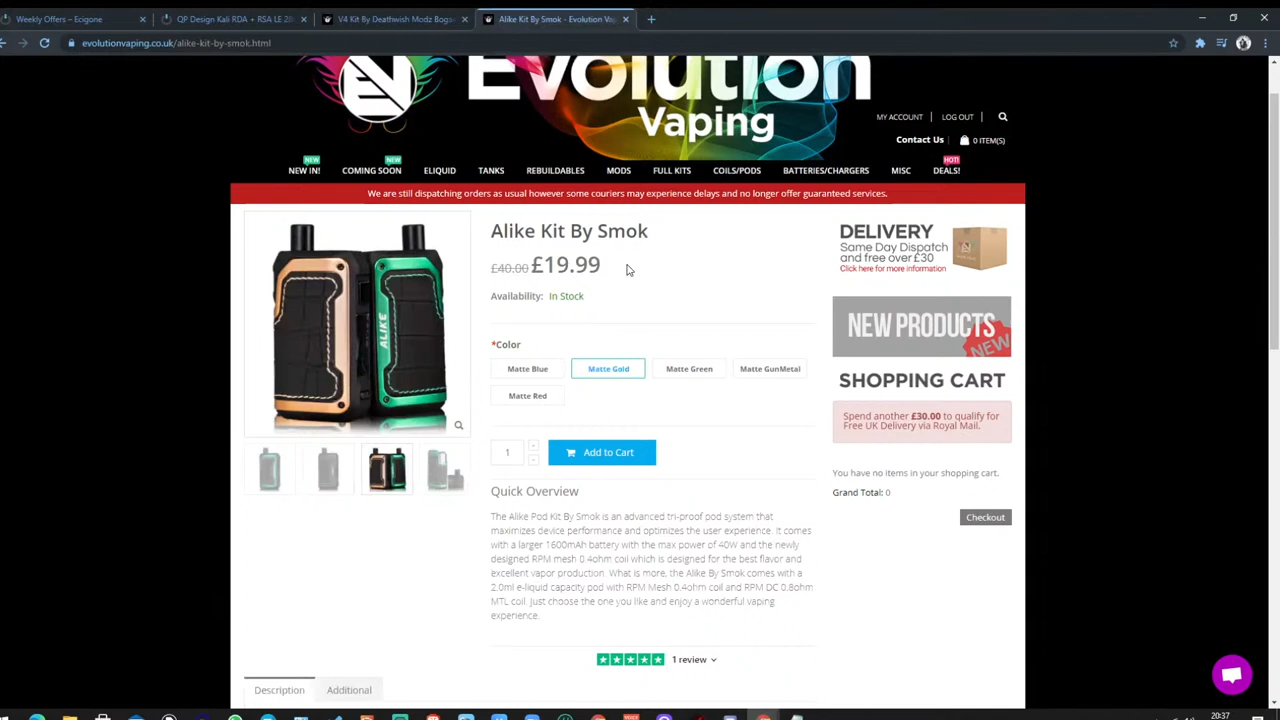 Weekly Offers – Ecigone
QP Design Kali RDA + RSA LE 28
V4 Kit By Deathwish Modz Boga
Alike Kit By Smok - Evolution Va
evolutionvaping.co.uk/alike-kit-by-smok.html
Evolution
Vaping
MY ACCOUNT
LOG OUT
Contact Us
0 ITEM(S)
NEW
NEW
HOT!
NEW IN!
COMING SOON
ELIQUID
TANKS
REBUILDABLES
MODS
FULL KITS
COILS/PODS
BATTERIES/CHARGERS
MISC
DEALS!
We are still dispatching orders as usual however some couriers may experience delays and no longer offer guaranteed services.
ALIKE
Alike Kit By Smok
£40.00 £19.99
Availability: In Stock
*Color
Matte Blue
Matte Gold
Matte Green
Matte GunMetal
Matte Red
1
Add to Cart
Quick Overview
The Alike Pod Kit By Smok is an advanced tri-proof pod system that
maximizes device performance and optimizes the user experience. It comes
with a larger 1600mAh battery with the max power of 40W and the newly
designed RPM mesh 0.4ohm coil which is designed for the best flavor and
excellent vapor production. What is more, the Alike By Smok comes with a
2.0ml e-liquid capacity pod with RPM Mesh 0.4ohm coil and RPM DC 0.8ohm
MTL coil. Just choose the one you like and enjoy a wonderful vaping
experience.
1 review
Description
Additional
DELIVERY
Same Day Dispatch
and free over £30
Click here for more information
NEW PRODUCTS
NEW
SHOPPING CART
Spend another £30.00 to qualify for
Free UK Delivery via Royal Mail.
You have no items in your shopping cart.
Grand Total: 0
Checkout
20:37